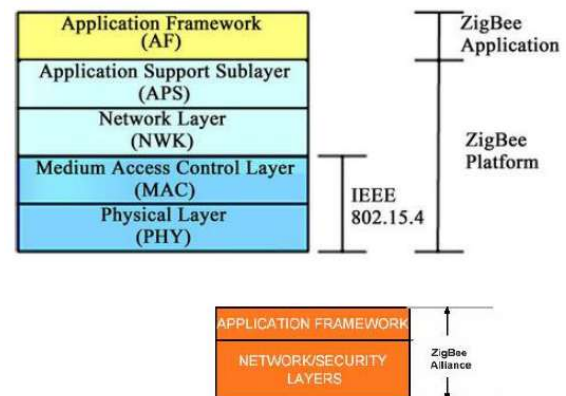 Application Framework
(AF)
Application Support Sublayer
(APS)
Network Layer
(NWK)
Medium Access Control Layer
(MAC)
Physical Layer
(PHY)
IEEE
802.15.4
ZigBee
Application
ZigBee
Platform
APPLICATION FRAMEWORK
NETWORK/SECURITY
LAYERS
ZigBee
Alliance